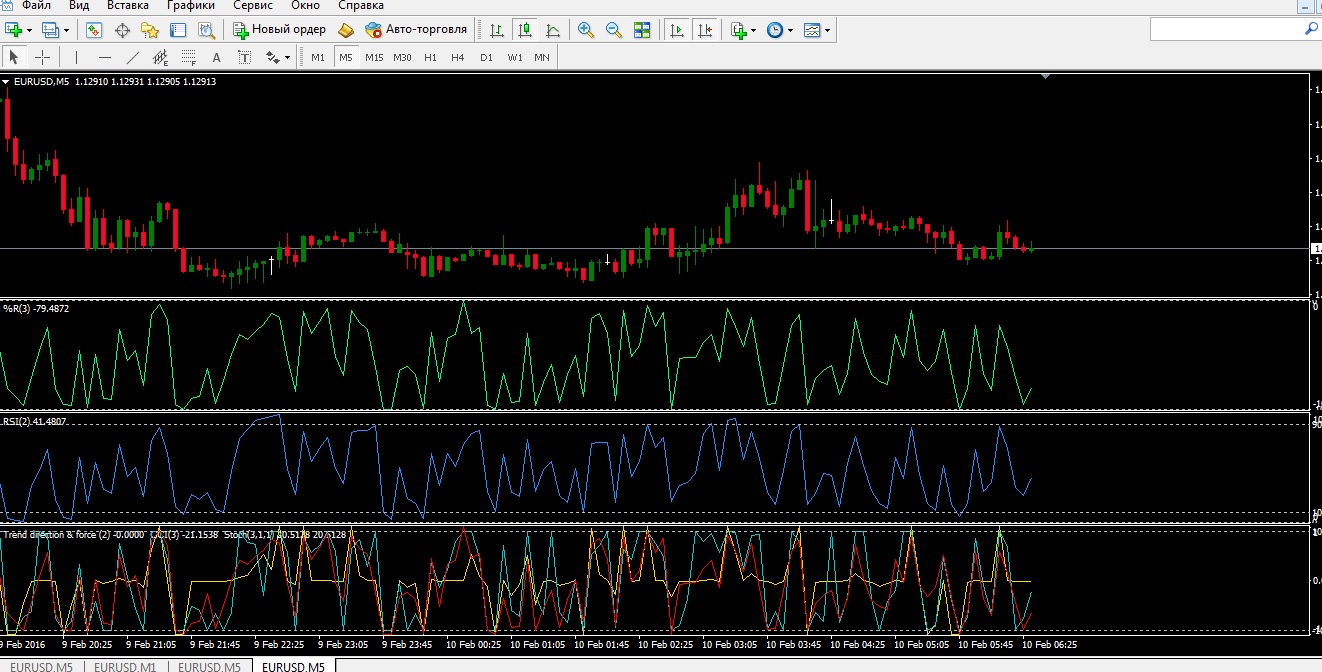 Файл Вид Вставка Графики Сервис Окно Справка
Новый ордер Авто-торговля
A T M1 M5 M15 M30 H1 H4 D1 W1 MN
EURUSD,M5 1.12910 1.12931 1.12905 1.12913
%R(3) -79.4872
RSI(2) 41.4807
Trend direction & force (2) -0.0000 CCI(3) -21.1538 Stoch(3,1,1) 20.5128 20.5128
9 Feb 2016 9 Feb 20:25 9 Feb 21:05 9 Feb 21:45 9 Feb 22:25 9 Feb 23:05 9 Feb 23:45 10 Feb 00:25 10 Feb 01:05 10 Feb 01:45 10 Feb 02:25 10 Feb 03:05 10 Feb 03:45 10 Feb 04:25 10 Feb 05:05 10 Feb 05:45 10 Feb 06:25
EURUSD,M5 EURUSD,M1 EURUSD,M5 EURUSD,M5